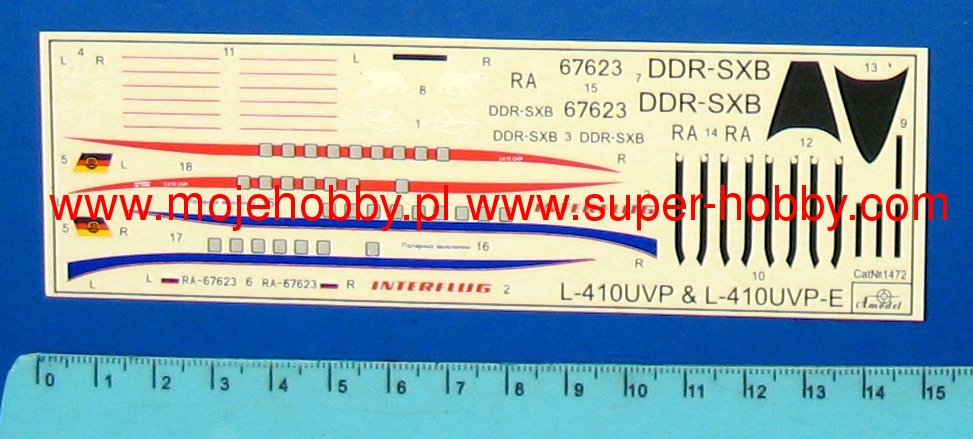 4 11 L R
L R 8 RA 67623 7 DDR-SXB 13
15
DDR-SXB 67623 DDR-SXB
1 DDR-SXB 3 DDR-SXB RA 14 RA 12 9
5 L 18 R
www.mojehobby.pl www.super-hobby.com
INTERFLUG
5 R 17 16 R
L L RA-67623 6 RA-67623 R INTERFLUG 2
10 Cat№1472
L-410UVP & L-410UVP-E Amodel
0 1 2 3 4 5 6 7 8 9 10 11 12 13 14 15